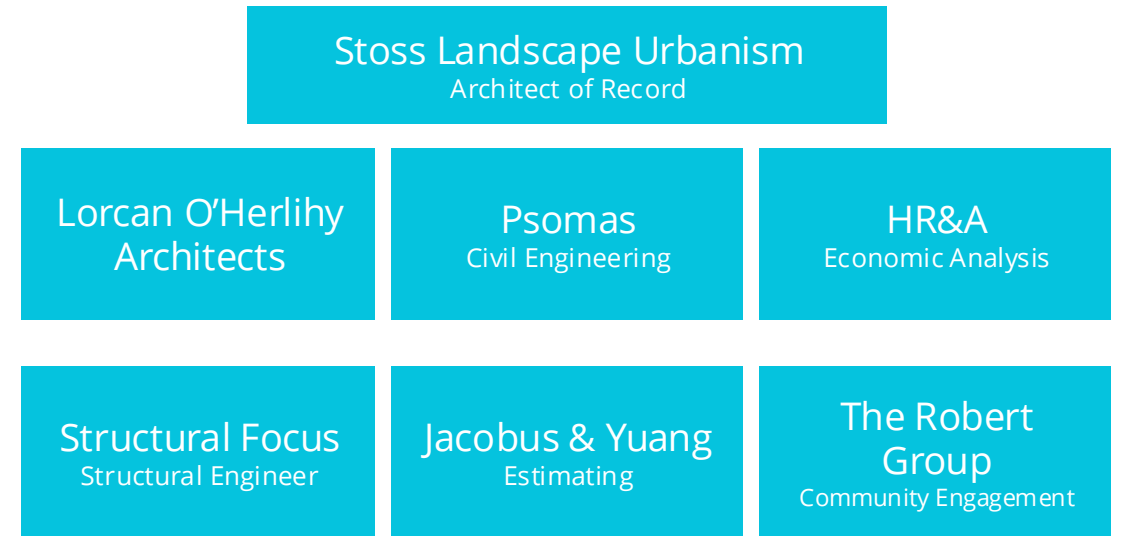 Stoss Landscape Urbanism
Architect of Record
Lorcan O’Herlihy
Architects
Psomas
Civil Engineering
HR&A
Economic Analysis
Structural Focus
Structural Engineer
Jacobus & Yuang
Estimating
The Robert
Group
Community Engagement